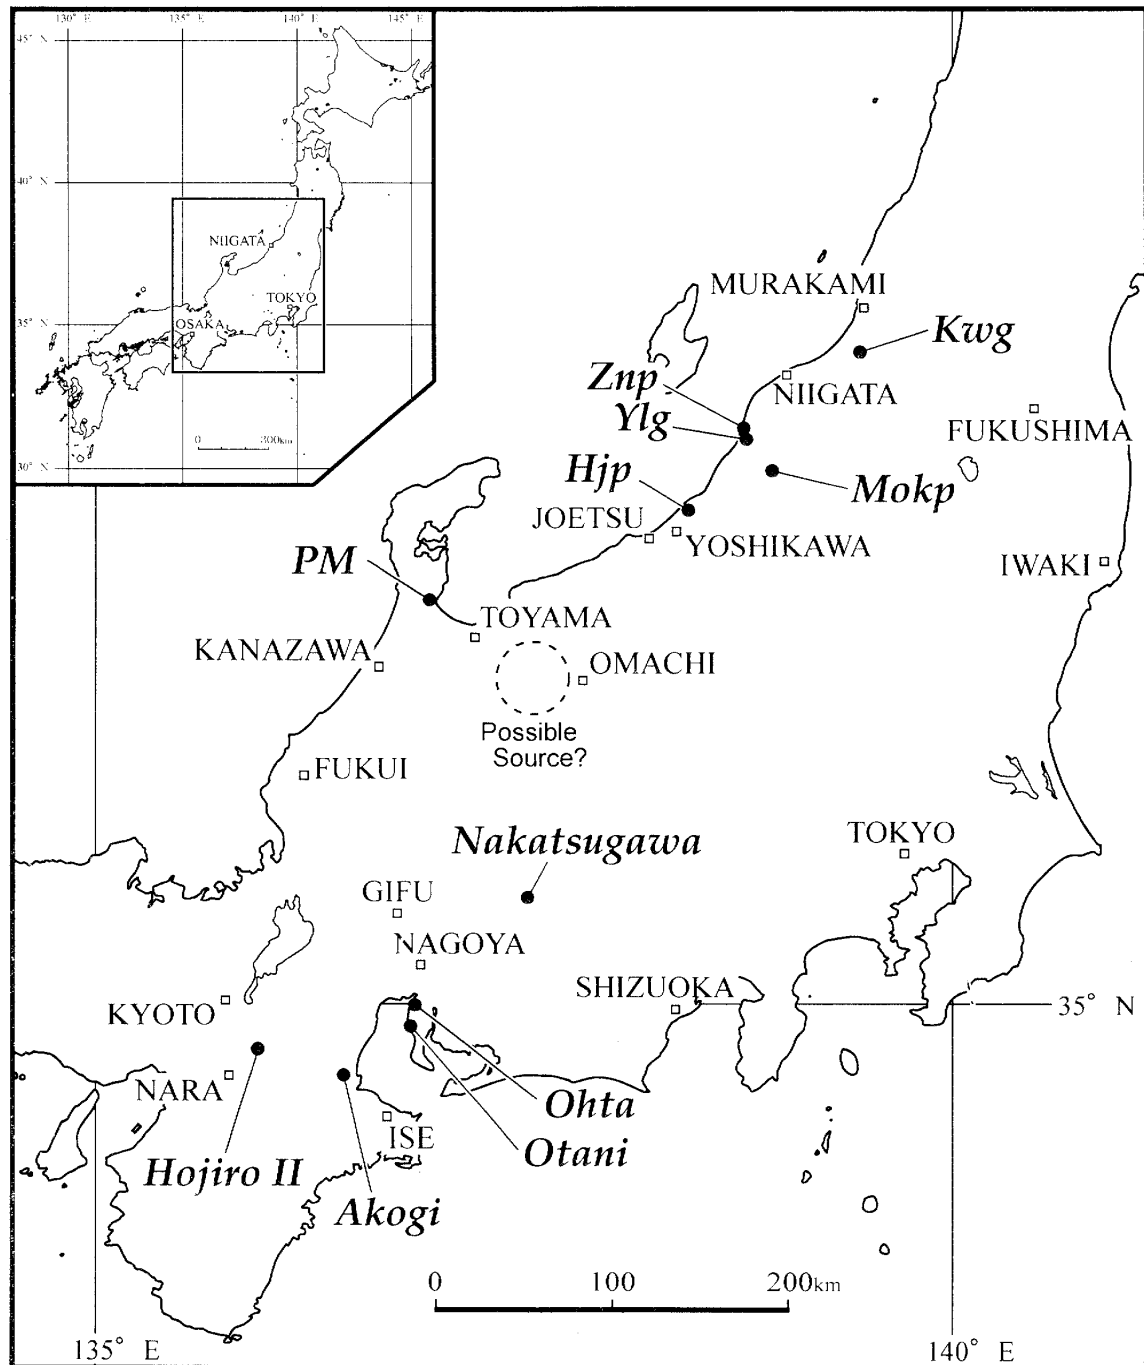 130° E
135° E
140° E
145° E
45° N
40° N
35° N
30° N
NIIGATA
TOKYO
OSAKA
0
300km
MURAKAMI
Kwg
Znp
NIIGATA
Ylg
FUKUSHIMA
Hjp
Mokp
JOETSU
YOSHIKAWA
PM
IWAKI
TOYAMA
KANAZAWA
OMACHI
Possible
Source?
FUKUI
Nakatsugawa
TOKYO
GIFU
NAGOYA
SHIZUOKA
KYOTO
35° N
NARA
Ohta
ISE
Otani
Hojiro II
Akogi
0
100
200km
135° E
140° E